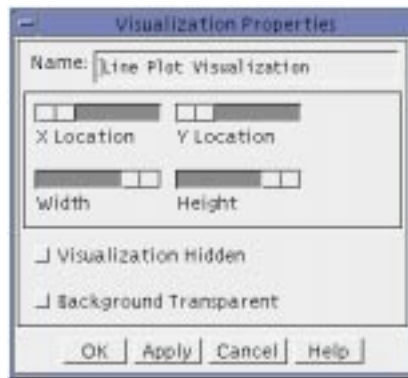 Visualization Properties
Name: Line Plot Visualization
X Location Y Location
Width Height
Visualization Hidden
Background Transparent
OK Apply Cancel Help